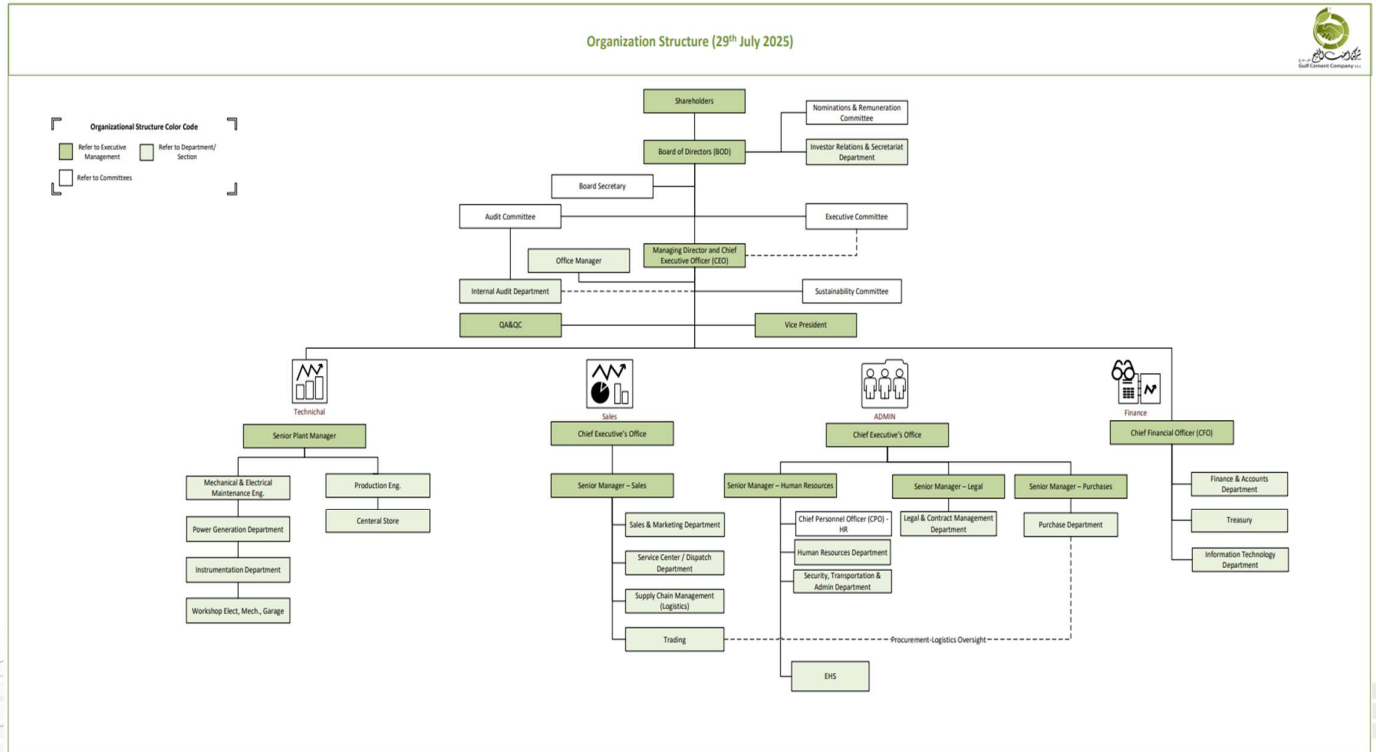 Organization Structure (29th July 2025)
شركة أسمنت الخليج
Gulf Cement Company
Organizational Structure Color Code
Refer to Executive
Management
Refer to Department/
Section
Refer to Committees
Shareholders
Nominations & Remuneration
Committee
Board of Directors (BOD)
Investor Relations & Secretariat
Department
Board Secretary
Audit Committee
Executive Committee
Managing Director and Chief
Executive Officer (CEO)
Office Manager
Internal Audit Department
Sustainability Committee
QA&QC
Vice President
Technichal
Sales
ADMIN
Finance
Senior Plant Manager
Chief Executive's Office
Chief Executive's Office
Chief Financial Officer (CFO)
Mechanical & Electrical
Maintenance Eng.
Production Eng.
Power Generation Department
Centeral Store
Instrumentation Department
Workshop Elect, Mech., Garage
Senior Manager – Sales
Sales & Marketing Department
Service Center / Dispatch
Department
Supply Chain Management
(Logistics)
Trading
Senior Manager – Human Resources
Senior Manager – Legal
Senior Manager – Purchases
Chief Personnel Officer (CPO) -
HR
Legal & Contract Management
Department
Purchase Department
Human Resources Department
Security, Transportation &
Admin Department
Procurement-Logistics Oversight
EHS
Finance & Accounts
Department
Treasury
Information Technology
Department